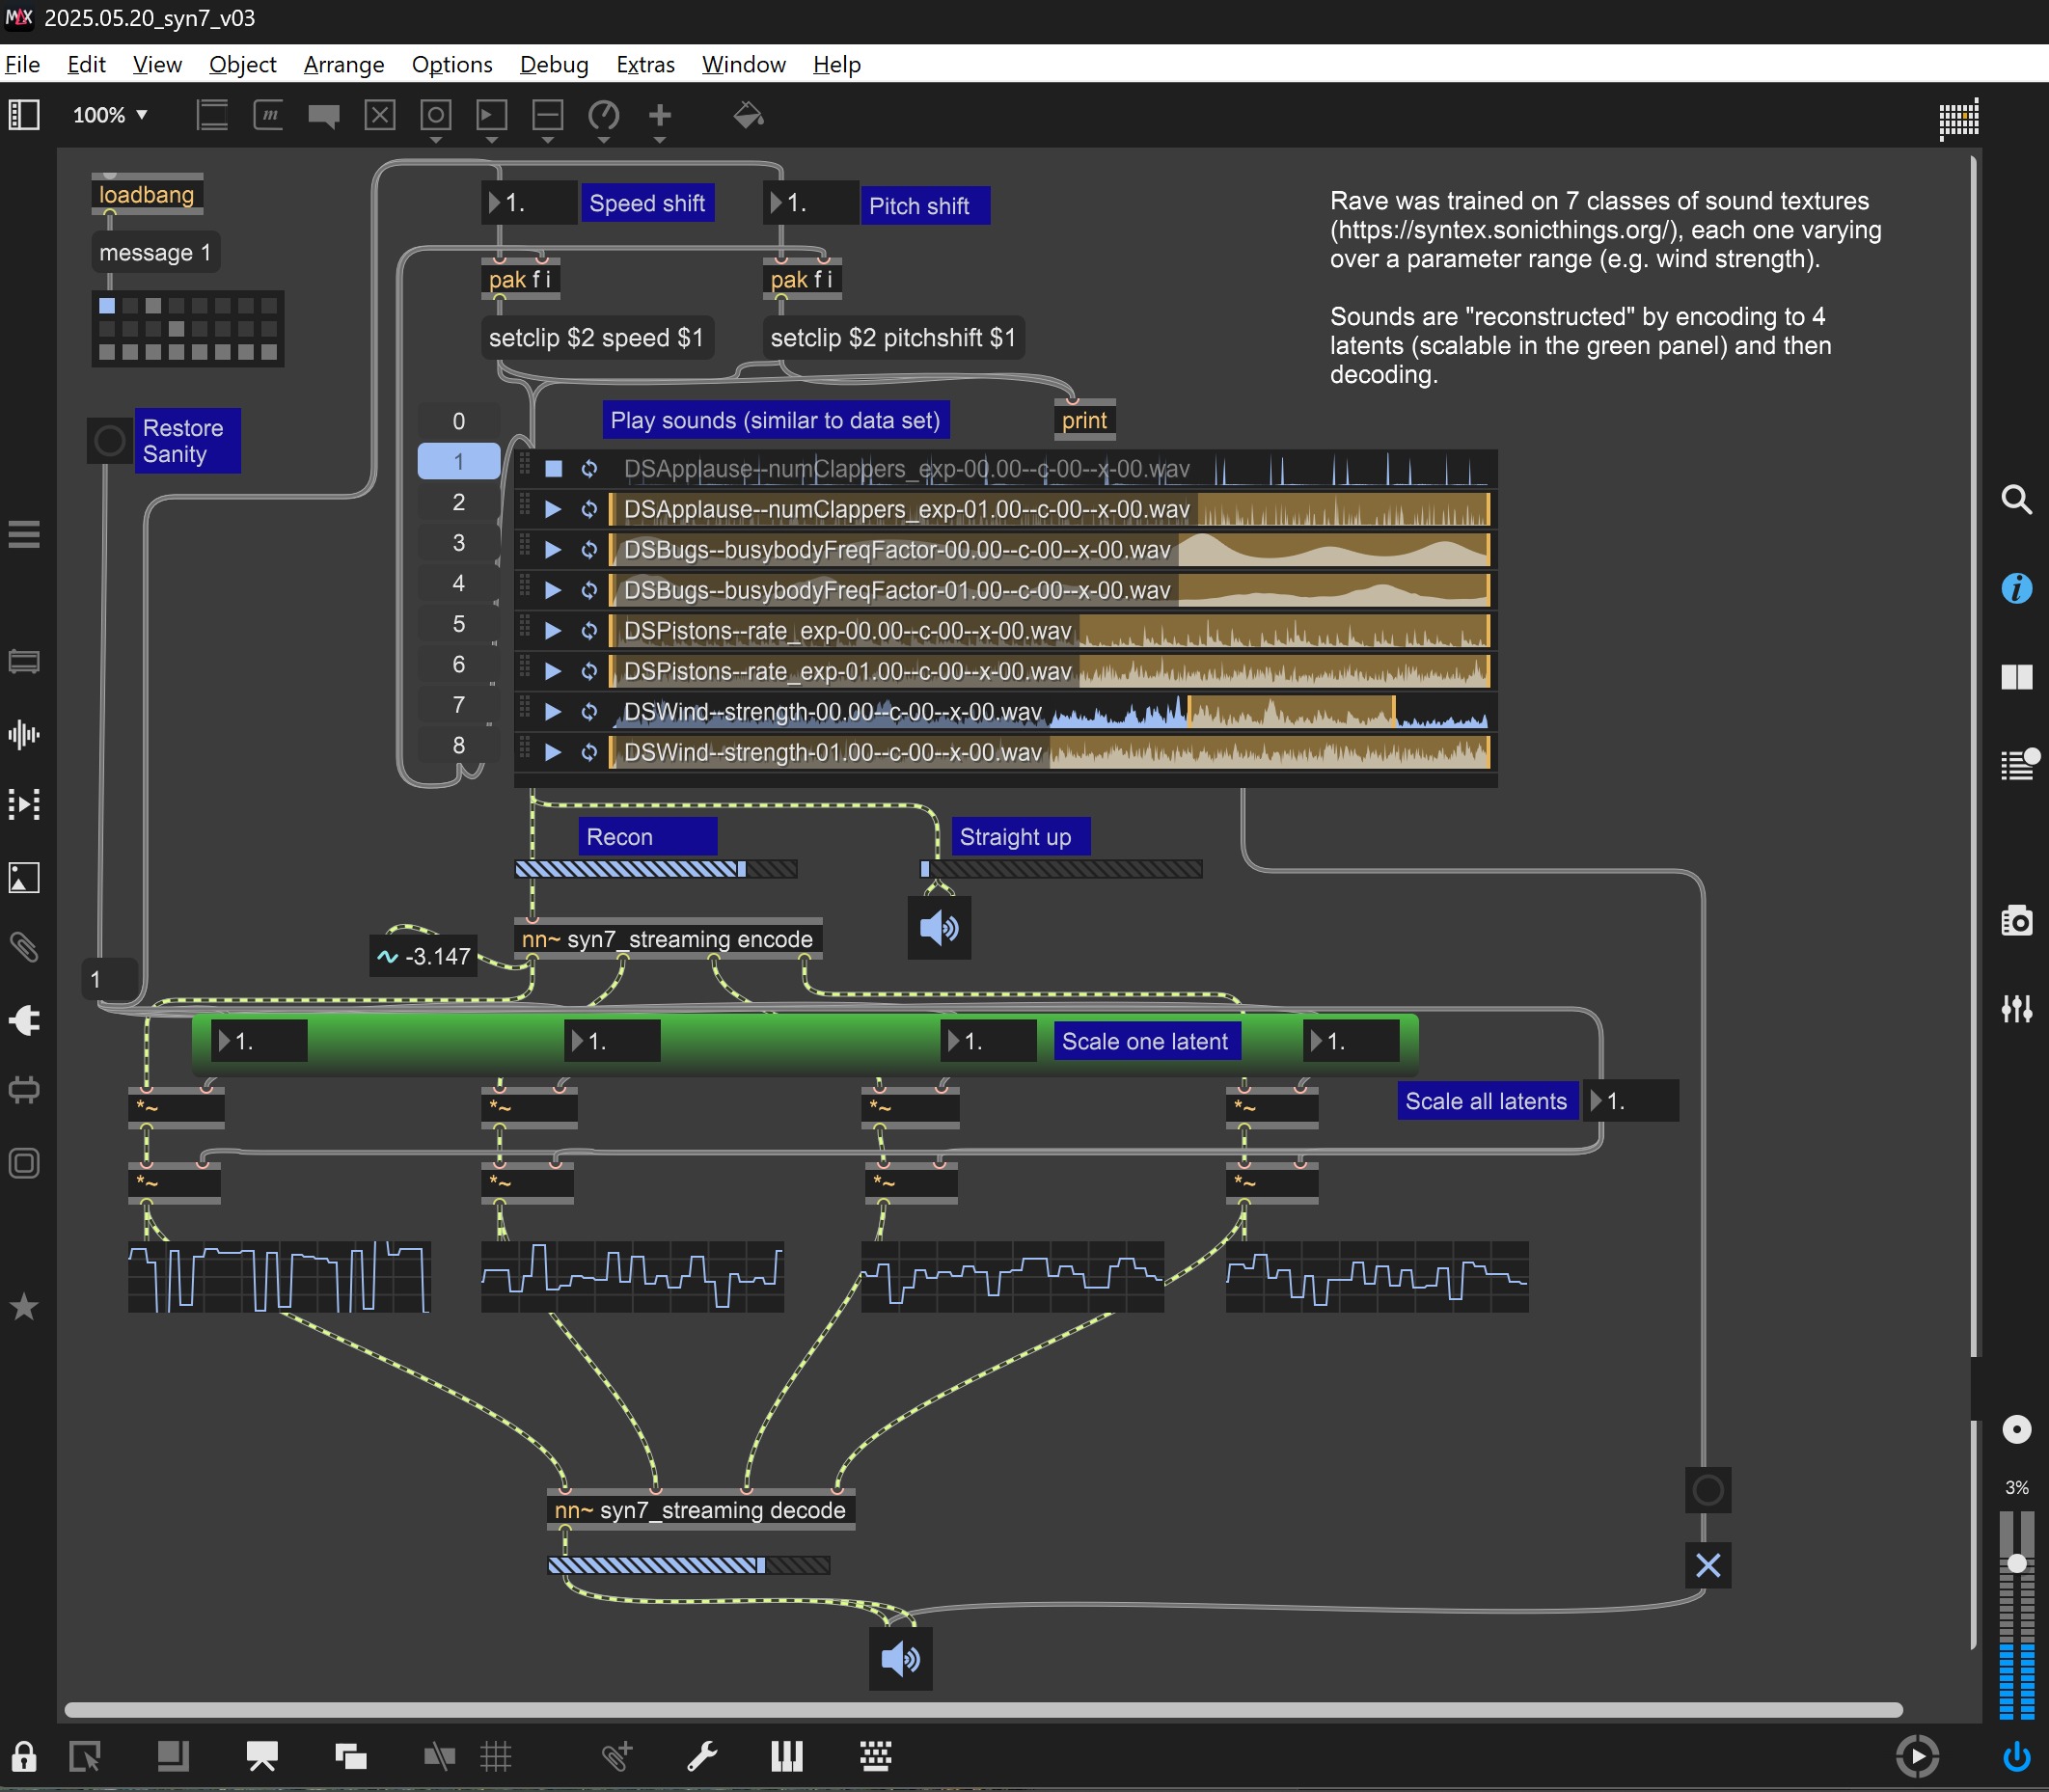 2025.05.20_syn7_v03
File Edit View Object Arrange Options Debug Extras Window Help
100%
loadbang
message 1
1.
Speed shift
1.
Pitch shift
pak f i
pak f i
setclip $2 speed $1
setclip $2 pitchshift $1
Rave was trained on 7 classes of sound textures
(https://syntex.sonicthings.org/), each one varying
over a parameter range (e.g. wind strength).
Sounds are "reconstructed" by encoding to 4
latents (scalable in the green panel) and then
decoding.
Restore
Sanity
Play sounds (similar to data set)
print
0
1
DSApplause--numClappers_exp-00.00--c-00--x-00.wav
2
DSApplause--numClappers_exp-01.00--c-00--x-00.wav
3
DSBugs--busybodyFreqFactor-00.00--c-00--x-00.wav
4
DSBugs--busybodyFreqFactor-01.00--c-00--x-00.wav
5
DSPistons--rate_exp-00.00--c-00--x-00.wav
6
DSPistons--rate_exp-01.00--c-00--x-00.wav
7
DSWind--strength-00.00--c-00--x-00.wav
8
DSWind--strength-01.00--c-00--x-00.wav
Recon
Straight up
nn~ syn7_streaming encode
-3.147
1
1.
1.
1.
Scale one latent
1.
Scale all latents
1.
*~
*~
*~
*~
*~
*~
*~
*~
nn~ syn7_streaming decode
3%